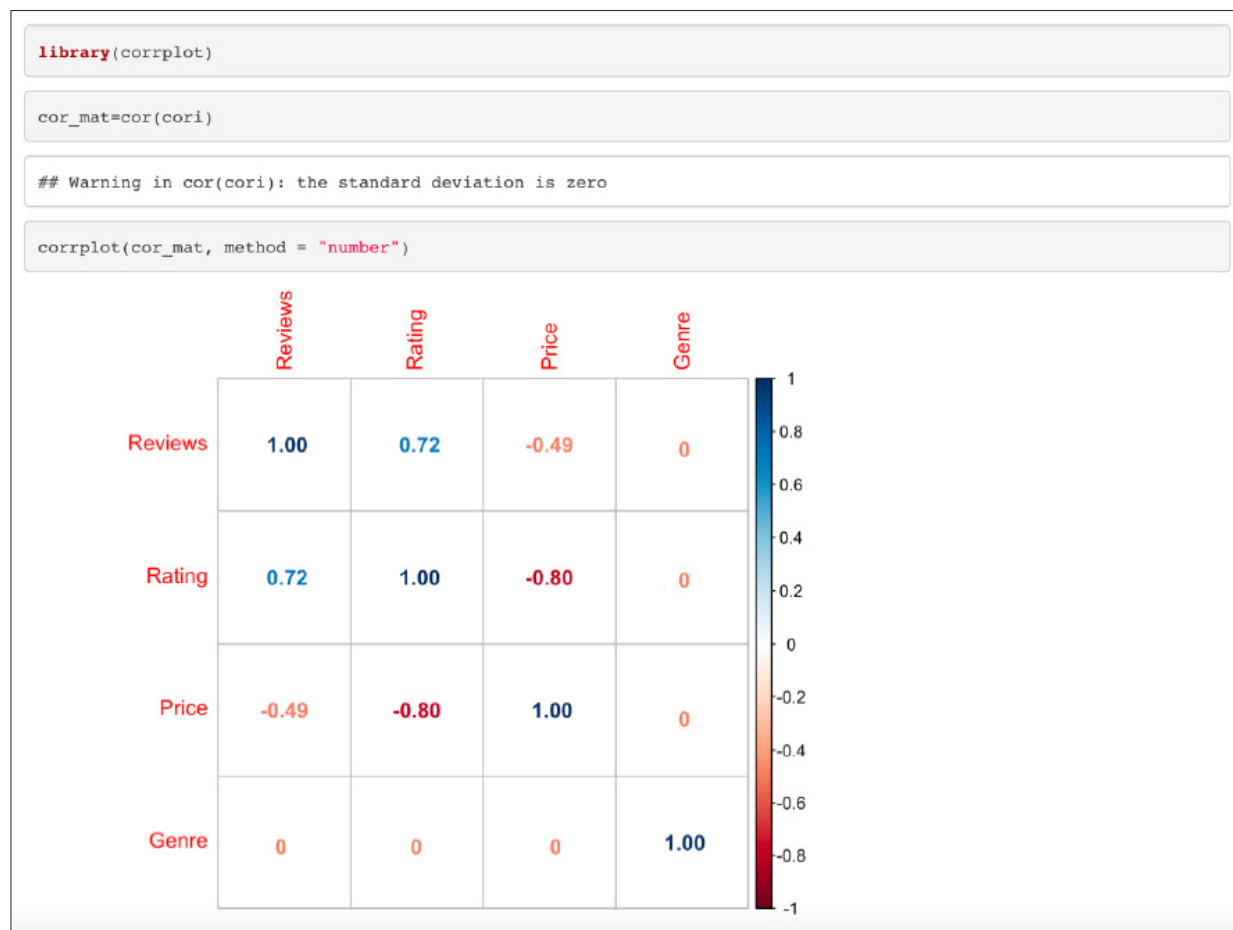 library(corrplot)
cor_mat=cor(cori)
## Warning in cor(cori): the standard deviation is zero
corrplot(cor_mat, method = "number")
Reviews Rating Price Genre
Reviews 1.00 0.72 -0.49 0
Rating 0.72 1.00 -0.80 0
Price -0.49 -0.80 1.00 0
Genre 0 0 0 1.00
1
0.8
0.6
0.4
0.2
0
-0.2
-0.4
-0.6
-0.8
-1